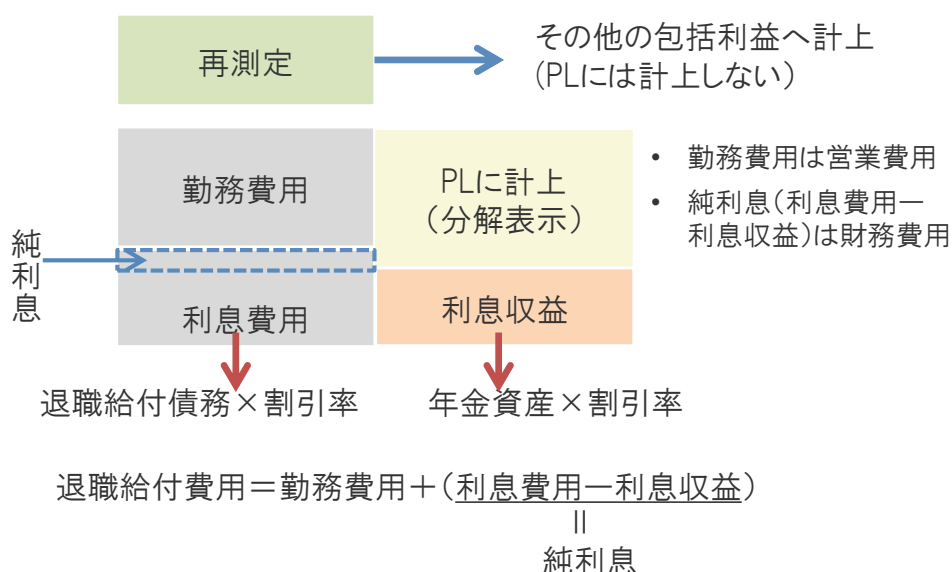 再測定
その他の包括利益へ計上
(PLには計上しない)
勤務費用
PLに計上
(分解表示)
• 勤務費用は営業費用
• 純利息(利息費用ー
利息収益)は財務費用
純利息
利息費用
利息収益
退職給付債務×割引率
年金資産×割引率
退職給付費用=勤務費用+(利息費用ー利息収益)
=
純利息